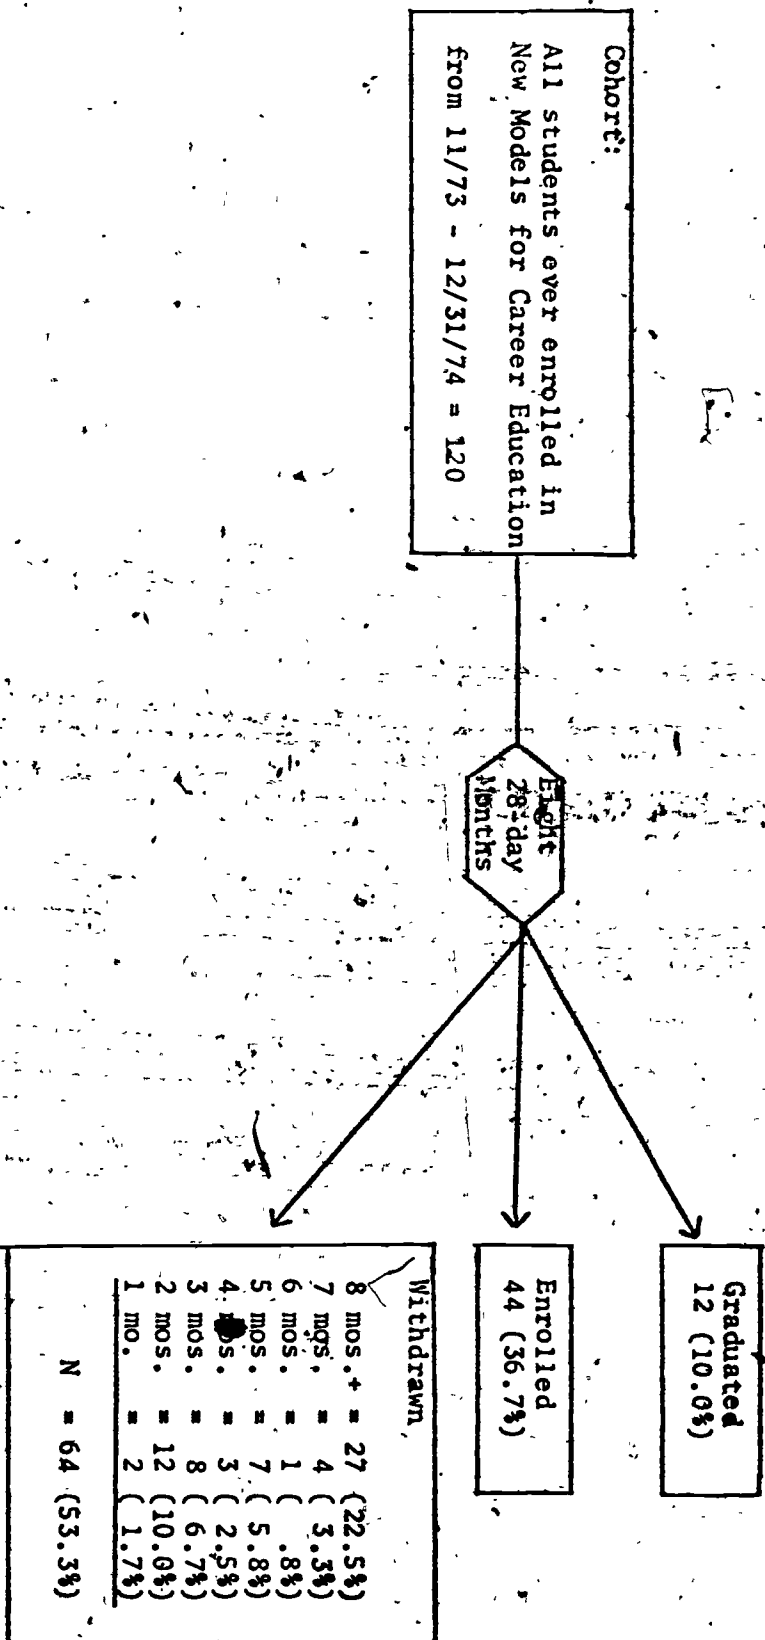 Cohort:
All students ever enrolled in
New Models for Career Education
from 11/73 - 12/31/74 = 120
Eight
28-day
Months
Graduated
12 (10.0%)
Enrolled
44 (36.7%)
Withdrawn
8 mos.+ = 27 (22.5%)
7 mos. = 4 ( 3.3%)
6 mos. = 1 ( .8%)
5 mos. = 7 ( 5.8%)
4 mos. = 3 ( 2.5%)
3 mos. = 8 ( 6.7%)
2 mos. = 12 (10.0%)
1 mo. = 2 ( 1.7%)
N = 64 (53.3%)